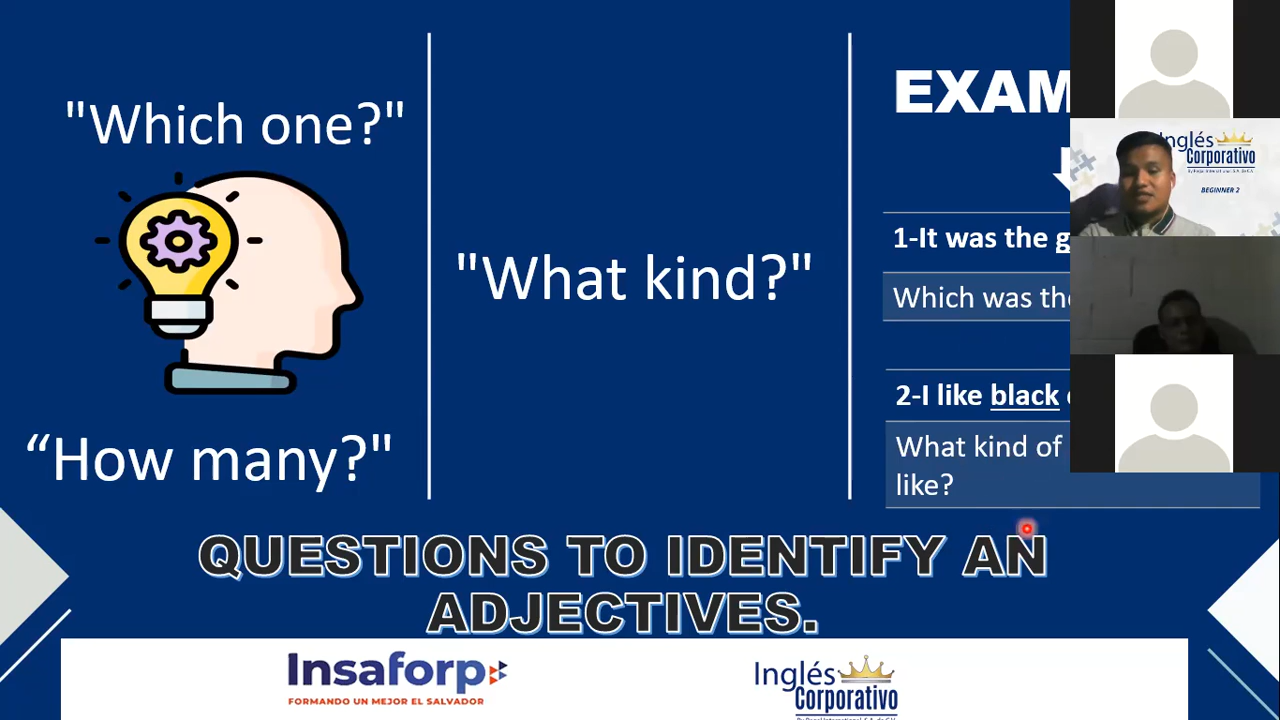 "Which one?"
“How many?"
"What kind?"
EXAM
1-It was the g
Which was the
2-I like black
What kind of
like?
QUESTIONS TO IDENTIFY AN
ADJECTIVES.
Insaforp
FORMANDO UN MEJOR EL SALVADOR
Inglés
Corporativo
Inglés
Corporativo
BEGINNER 2